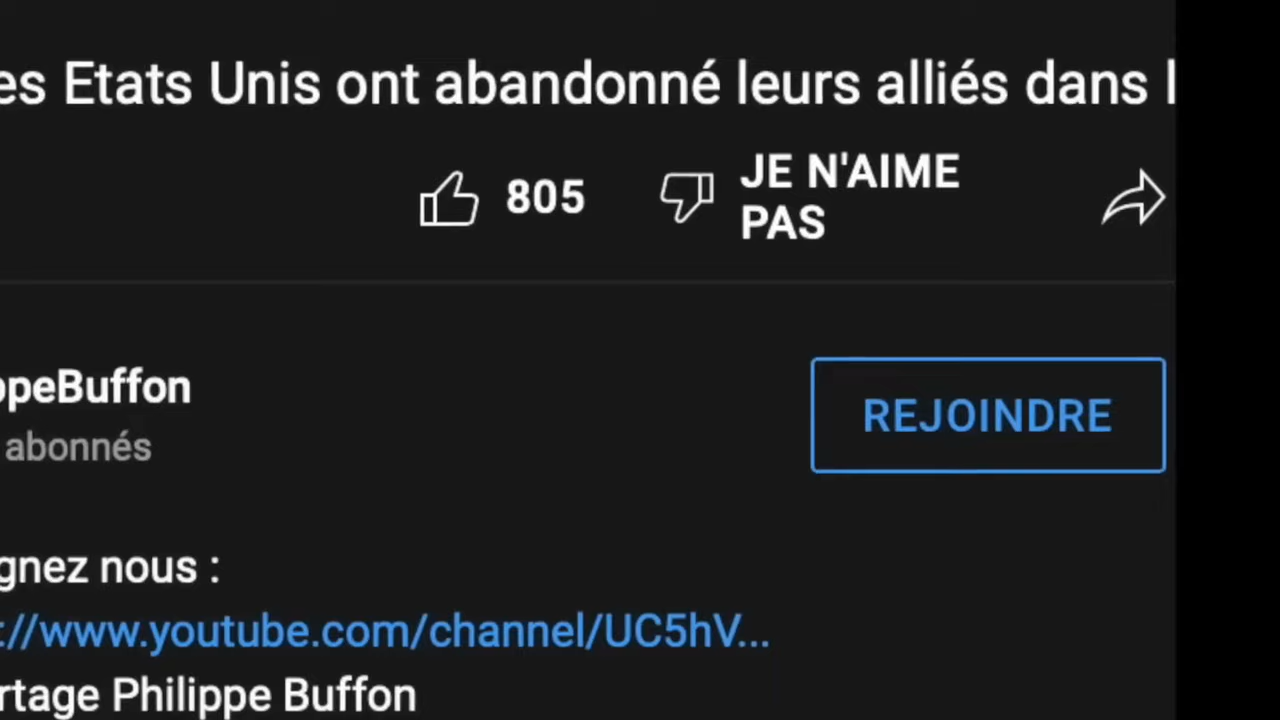 es Etats Unis ont abandonné leurs alliés dans l
805
JE N'AIME
PAS
ppeBuffon
abonnés
REJOINDRE
gnez nous :
://www.youtube.com/channel/UC5hV...
rtage Philippe Buffon